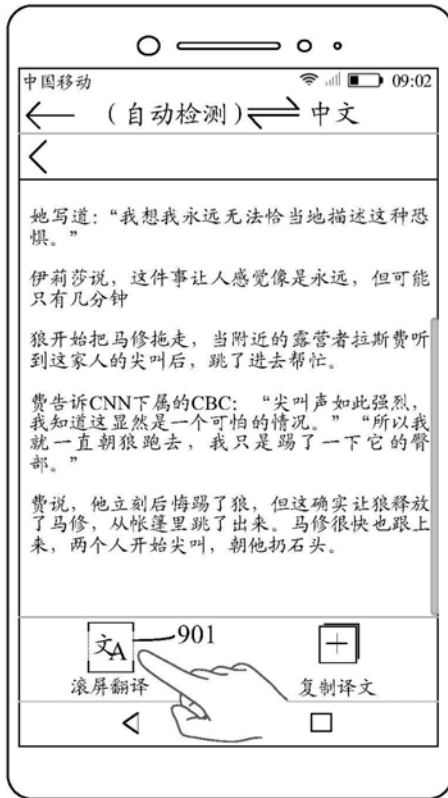 中国移动 09:02
（自动检测） 中文
她写道：“我想我永远无法恰当地描述这种恐
惧。”
伊莉莎说，这件事让人感觉像是永远，但可能
只有几分钟
狼开始把马修拖走，当附近的露营者拉斯费听
到这家人的尖叫后，跳了进去帮忙。
费告诉CNN下属的CBC：“尖叫声如此强烈，
我知道这显然是一个可怕的情况。”“所以我
就一直朝狼跑去，我只是踢了一下它的臀
部。”
费说，他立刻后悔踢了狼，但这确实让狼释放
了马修，从帐篷里跳了出来。马修很快也跟上
来，两个人开始尖叫，朝他扔石头。
文A 901
滚屏翻译 复制译文